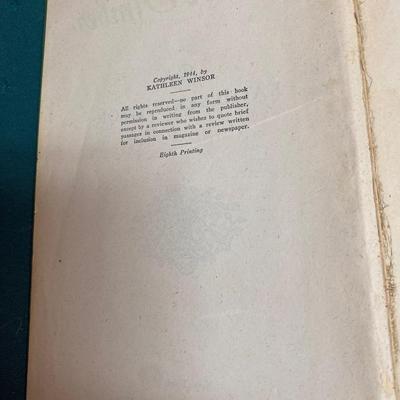 Copyright, 1944, by
KATHLEEN WINSOR
All rights reserved—no part of this book
may be reproduced in any form without
permission in writing from the publisher,
except by a reviewer who wishes to quote brief
passages in connection with a review written
for inclusion in magazine or newspaper.
Eighth Printing